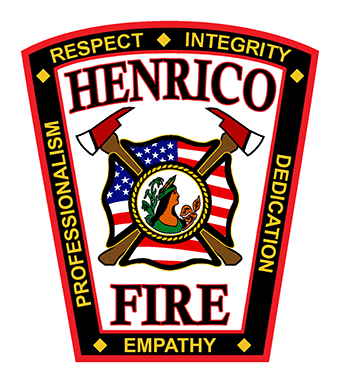 RESPECT ◆ INTEGRITY
HENRICO
PROFESSIONALISM
DEDICATION
FIRE
EMPATHY